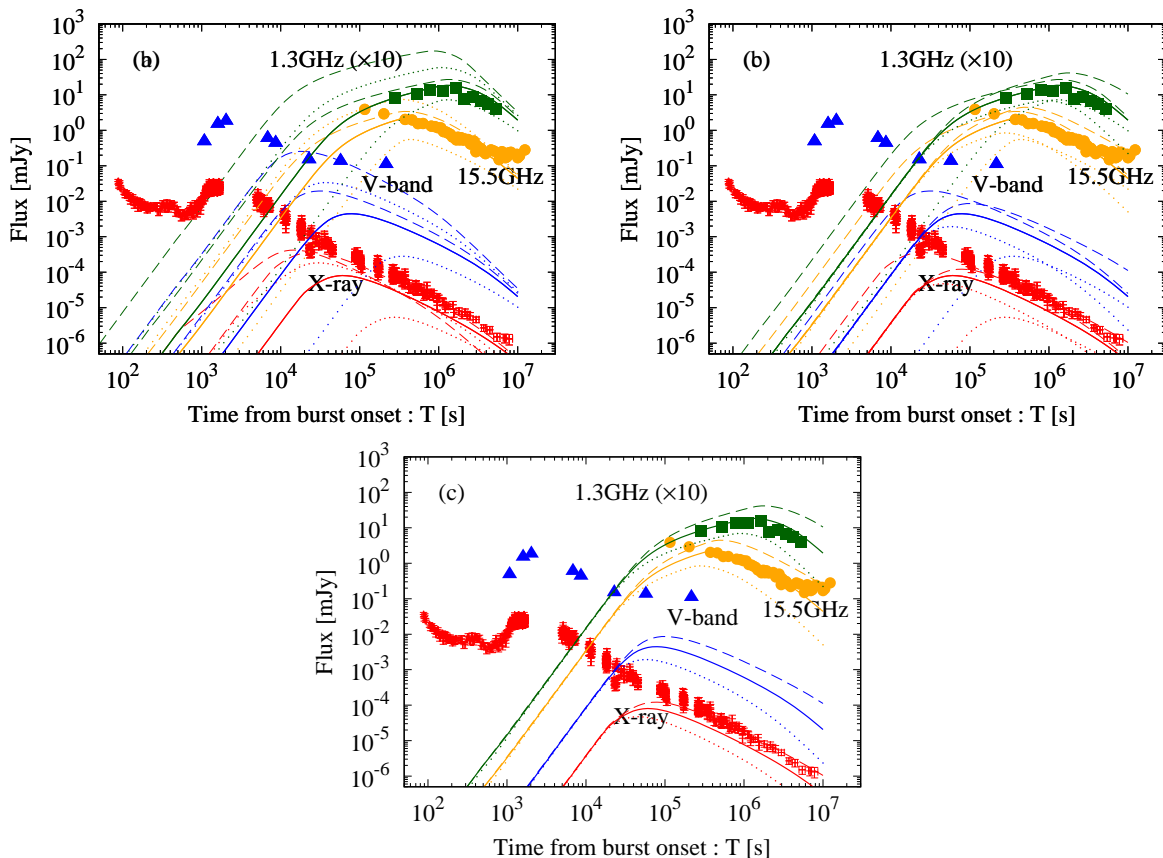 10³
10²
10¹
10⁰
10⁻¹
10⁻²
10⁻³
10⁻⁴
10⁻⁵
10⁻⁶
Flux [mJy]
1.3GHz (×10)
V-band
15.5GHz
X-ray
10² 10³ 10⁴ 10⁵ 10⁶ 10⁷
Time from burst onset : T [s]
10³
10²
10¹
10⁰
10⁻¹
10⁻²
10⁻³
10⁻⁴
10⁻⁵
10⁻⁶
Flux [mJy]
(b)
1.3GHz (×10)
V-band
15.5GHz
X-ray
10² 10³ 10⁴ 10⁵ 10⁶ 10⁷
Time from burst onset : T [s]
10³
10²
10¹
10⁰
10⁻¹
10⁻²
10⁻³
10⁻⁴
10⁻⁵
10⁻⁶
Flux [mJy]
(c)
1.3GHz (×10)
V-band
15.5GHz
X-ray
10² 10³ 10⁴ 10⁵ 10⁶ 10⁷
Time from burst onset : T [s]